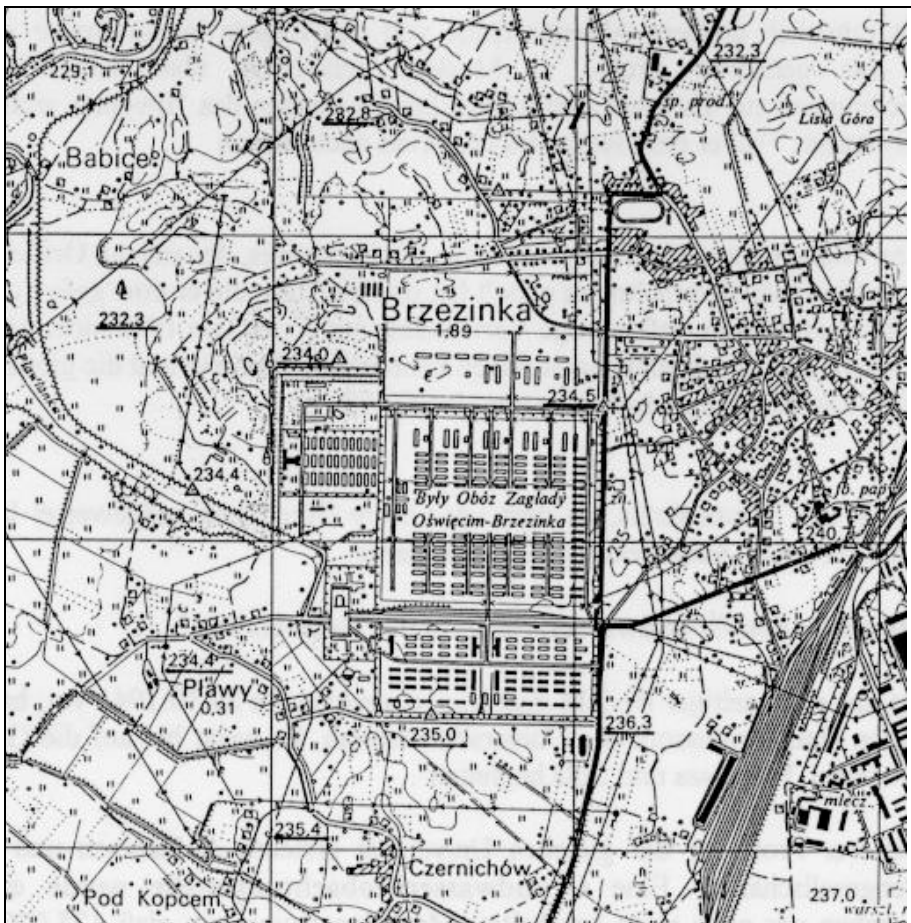 232,3
229,1
sp. prod.
232,8
Lisia Góra
Babice
Brzezinka
1,89
232,3
234,0
234,5
234,4
Były Obóz Zagłady
Oświęcim-Brzezinka
fb. pap.
240
234,4
Pławy
0,31
235,0
236,3
mlecz.
235,4
Czernichów
Pod Kopcem
237,0